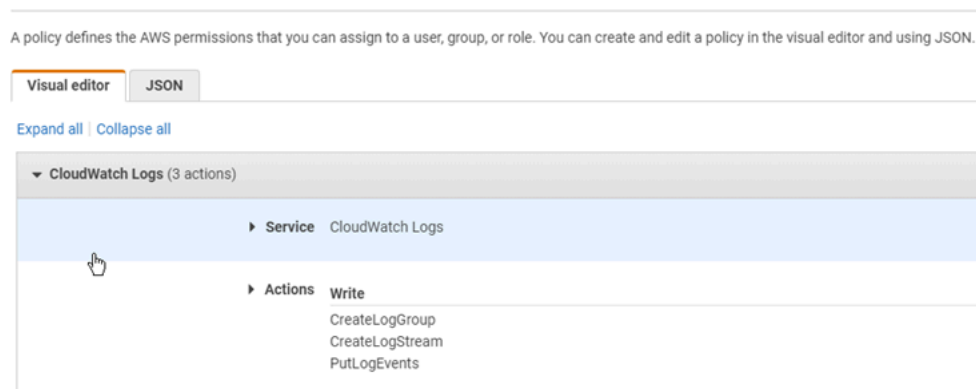 A policy defines the AWS permissions that you can assign to a user, group, or role. You can create and edit a policy in the visual editor and using JSON.
Visual editor JSON
Expand all | Collapse all
CloudWatch Logs (3 actions)
Service CloudWatch Logs
Actions Write
CreateLogGroup
CreateLogStream
PutLogEvents